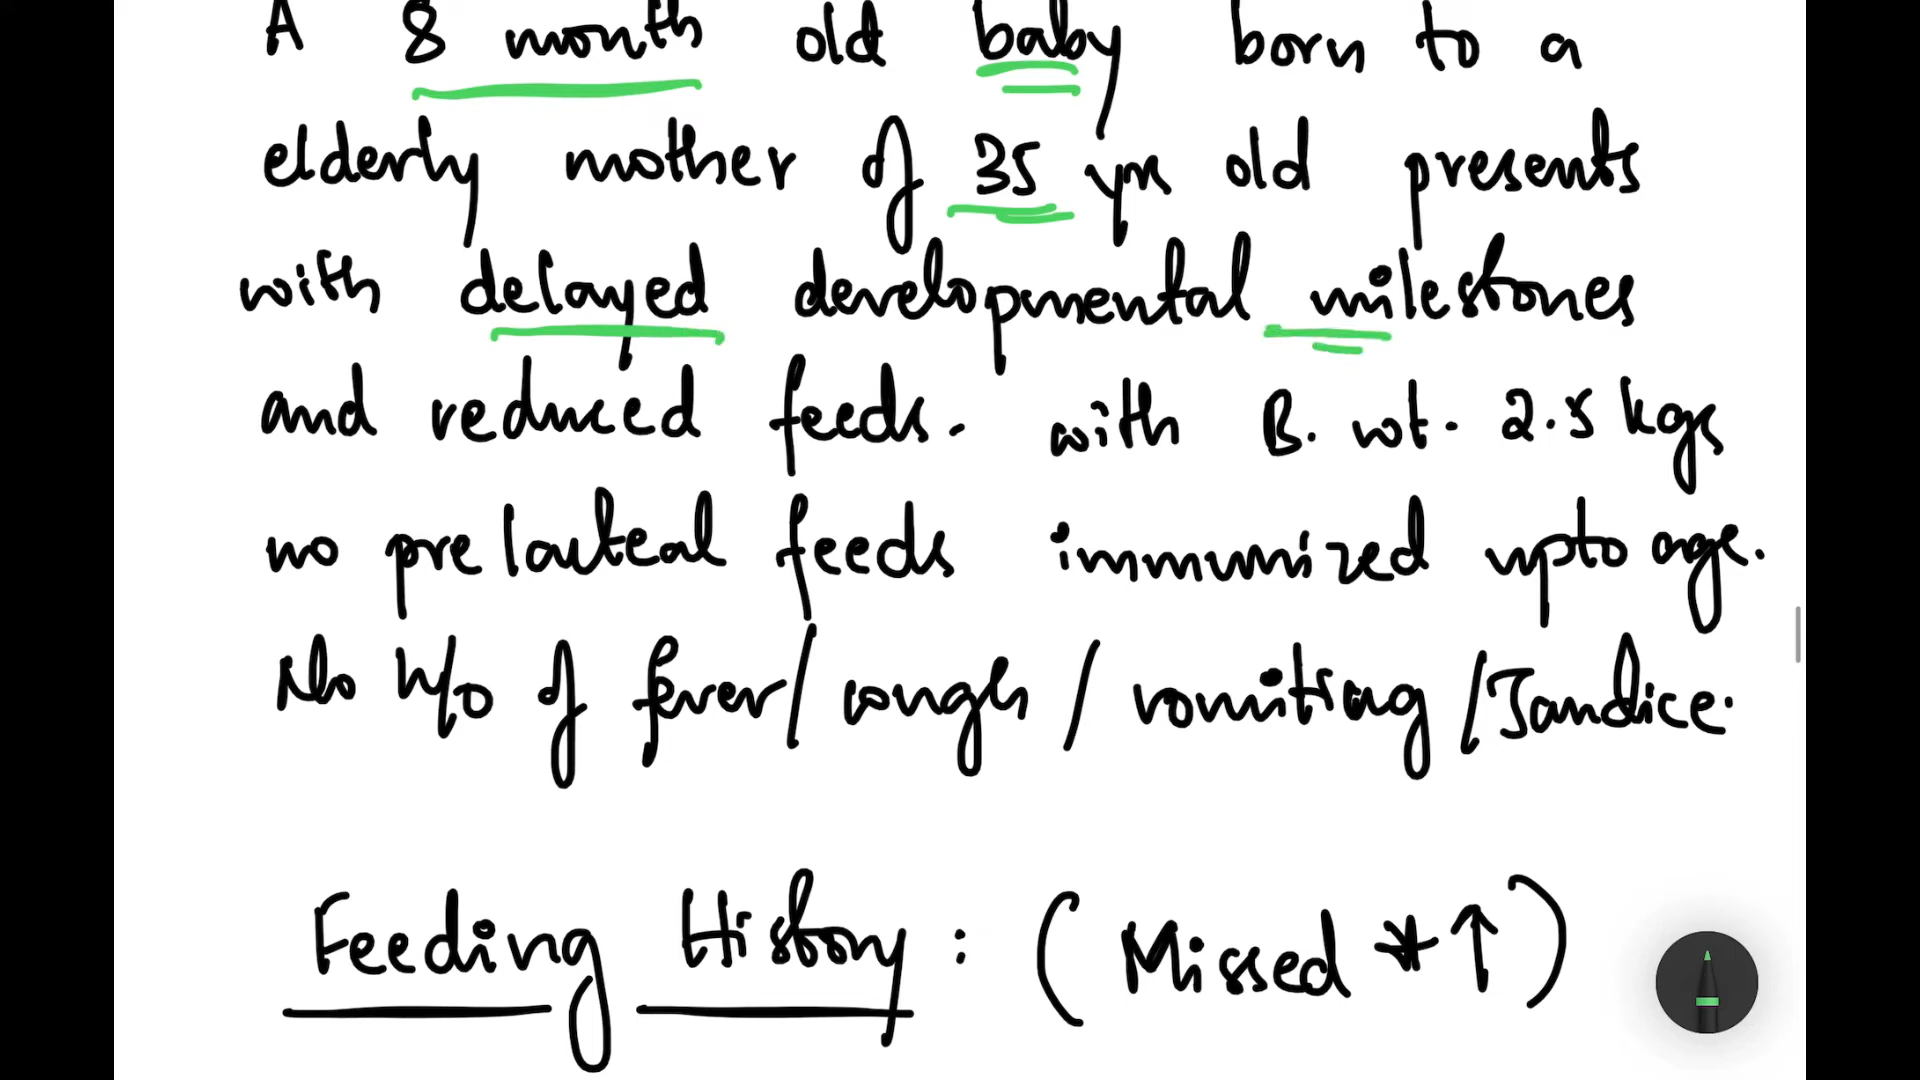 A 8 month old baby born to a
elderly mother of 35 yrs old presents
with delayed developmental milestones
and reduced feeds. with B. wt. 2.5 kgs
no prelacteal feeds immunized upto age.
No h/o of fever/ cough / vomiting / Jandice.
Feeding History : ( Missed * ↑ )